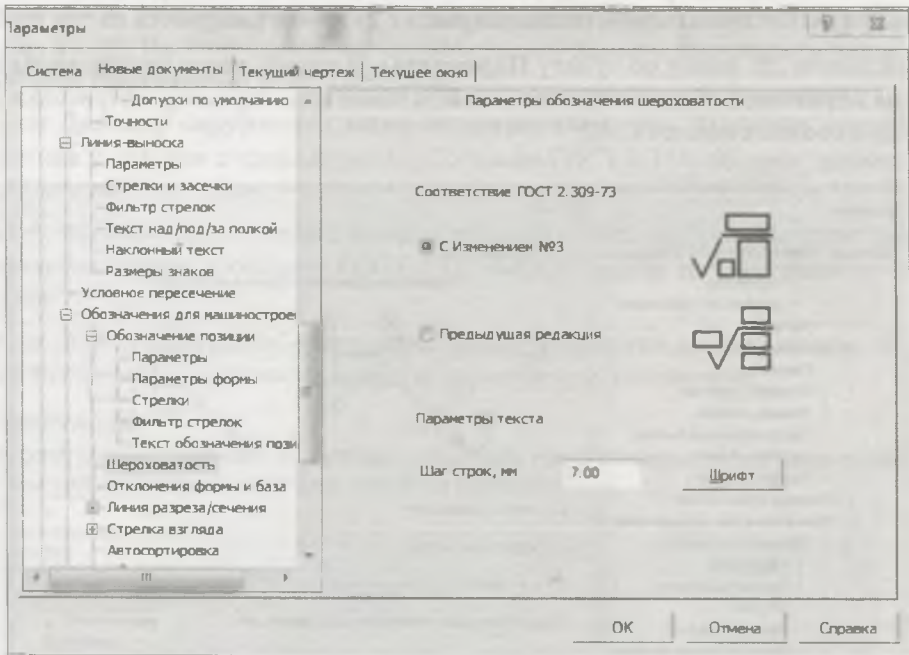 Параметры
Система Новые документы Текущий чертеж Текущее окно
Допуски по умолчанию
Точности
Линия-выноска
Параметры
Стрелки и засечки
Фильтр стрелок
Текст над/под/за полкой
Наклонный текст
Размеры знаков
Условное пересечение
Обозначения для машиностроен
Обозначение позиции
Параметры
Параметры формы
Стрелки
Фильтр стрелок
Текст обозначения пози
Шероховатость
Отклонения формы и база
Линия разреза/сечения
Стрелка взгляда
Автосортировка
Параметры обозначения шероховатости
Соответствие ГОСТ 2.309-73
С Изменением №3
Предыдущая редакция
Параметры текста
Шаг строк, мм 7.00 Шрифт
OK Отмена Справка